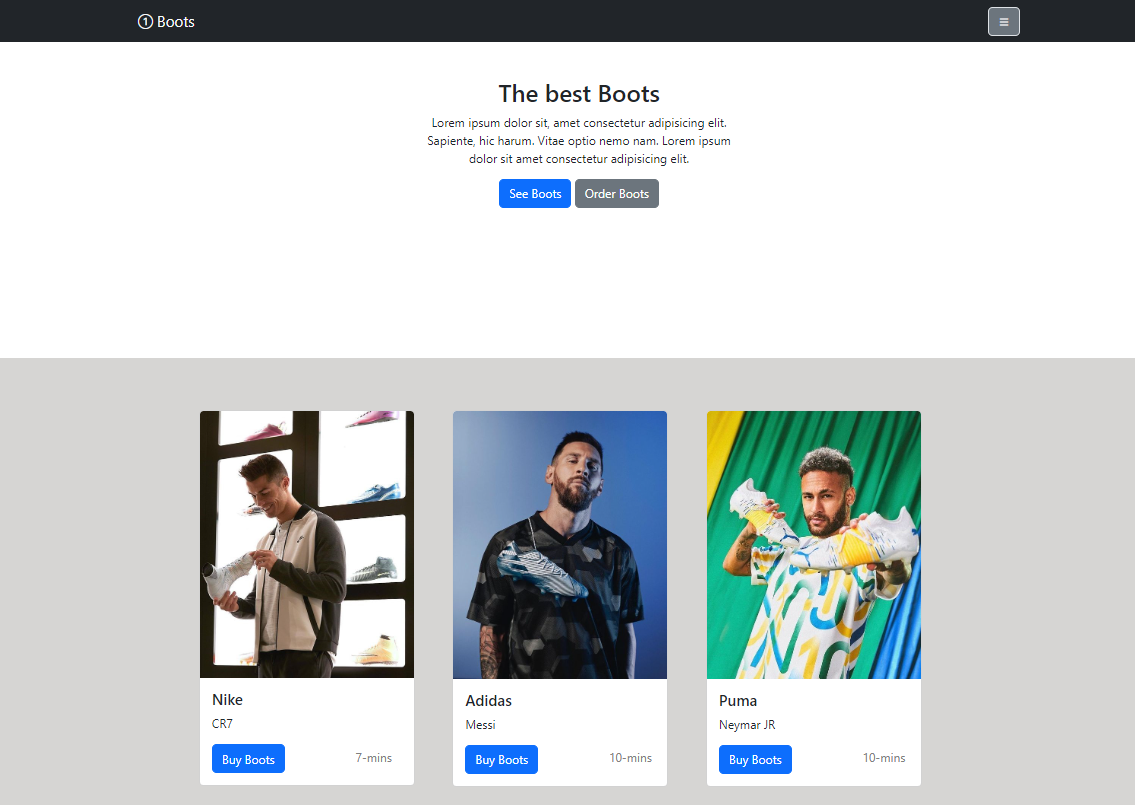 ① Boots
The best Boots
Lorem ipsum dolor sit, amet consectetur adipisicing elit.
Sapiente, hic harum. Vitae optio nemo nam. Lorem ipsum
dolor sit amet consectetur adipisicing elit.
See Boots Order Boots
Nike
CR7
Buy Boots 7-mins
Adidas
Messi
Buy Boots 10-mins
Puma
Neymar JR
Buy Boots 10-mins